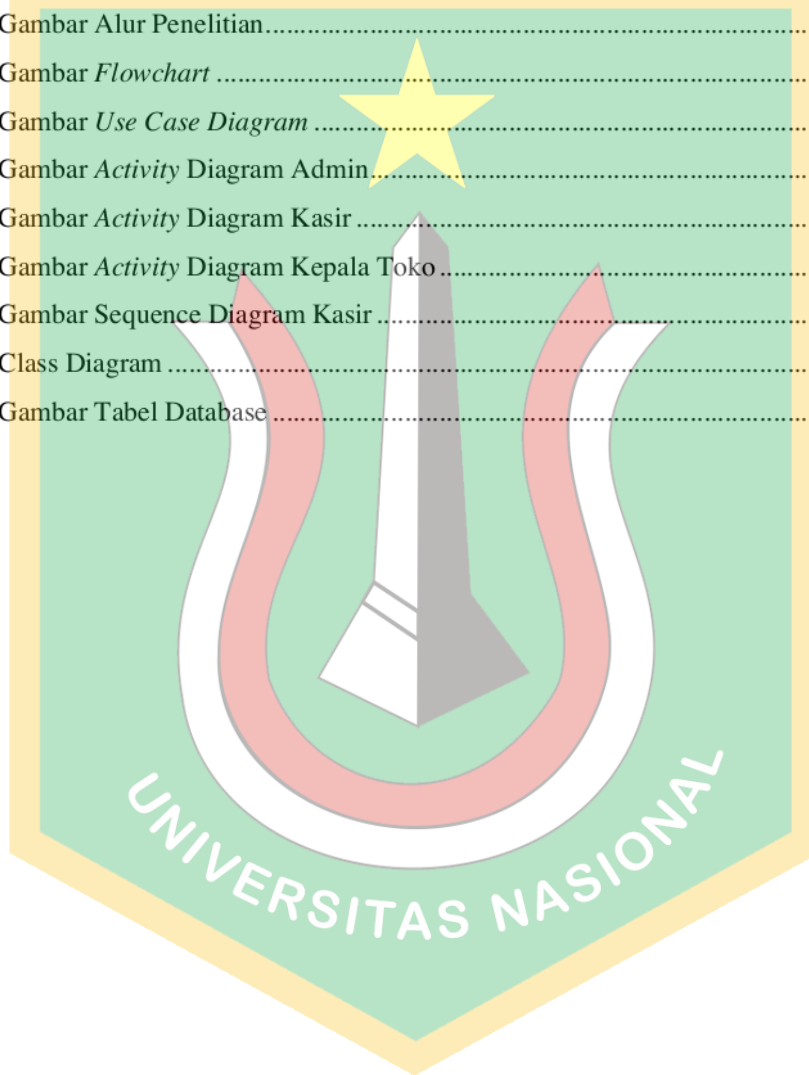 Gambar Alur Penelitian..............................................................................
Gambar Flowchart ..............................................................................
Gambar Use Case Diagram ..............................................................................
Gambar Activity Diagram Admin..............................................................................
Gambar Activity Diagram Kasir ..............................................................................
Gambar Activity Diagram Kepala Toko ..............................................................................
Gambar Sequence Diagram Kasir ..............................................................................
Class Diagram ..............................................................................
Gambar Tabel Database ..............................................................................
UNIVERSITAS NASIONAL